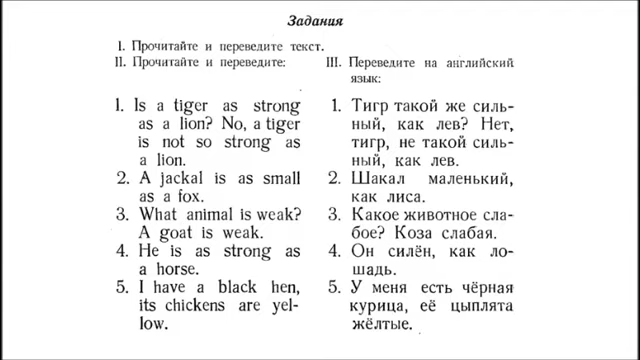 Задания
I. Прочитайте и переведите текст.
II. Прочитайте и переведите:
1. Is a tiger as strong
as a lion? No, a tiger
is not so strong as
a lion.
2. A jackal is as small
as a fox.
3. What animal is weak?
A goat is weak.
4. He is as strong as
a horse.
5. I have a black hen,
its chickens are yel-
low.
III. Переведите на английский
язык:
1. Тигр такой же силь-
ный, как лев? Нет,
тигр, не такой силь-
ный, как лев.
2. Шакал маленький,
как лиса.
3. Какое животное сла-
бое? Коза слабая.
4. Он силён, как ло-
шадь.
5. У меня есть чёрная
курица, её цыплята
жёлтые.